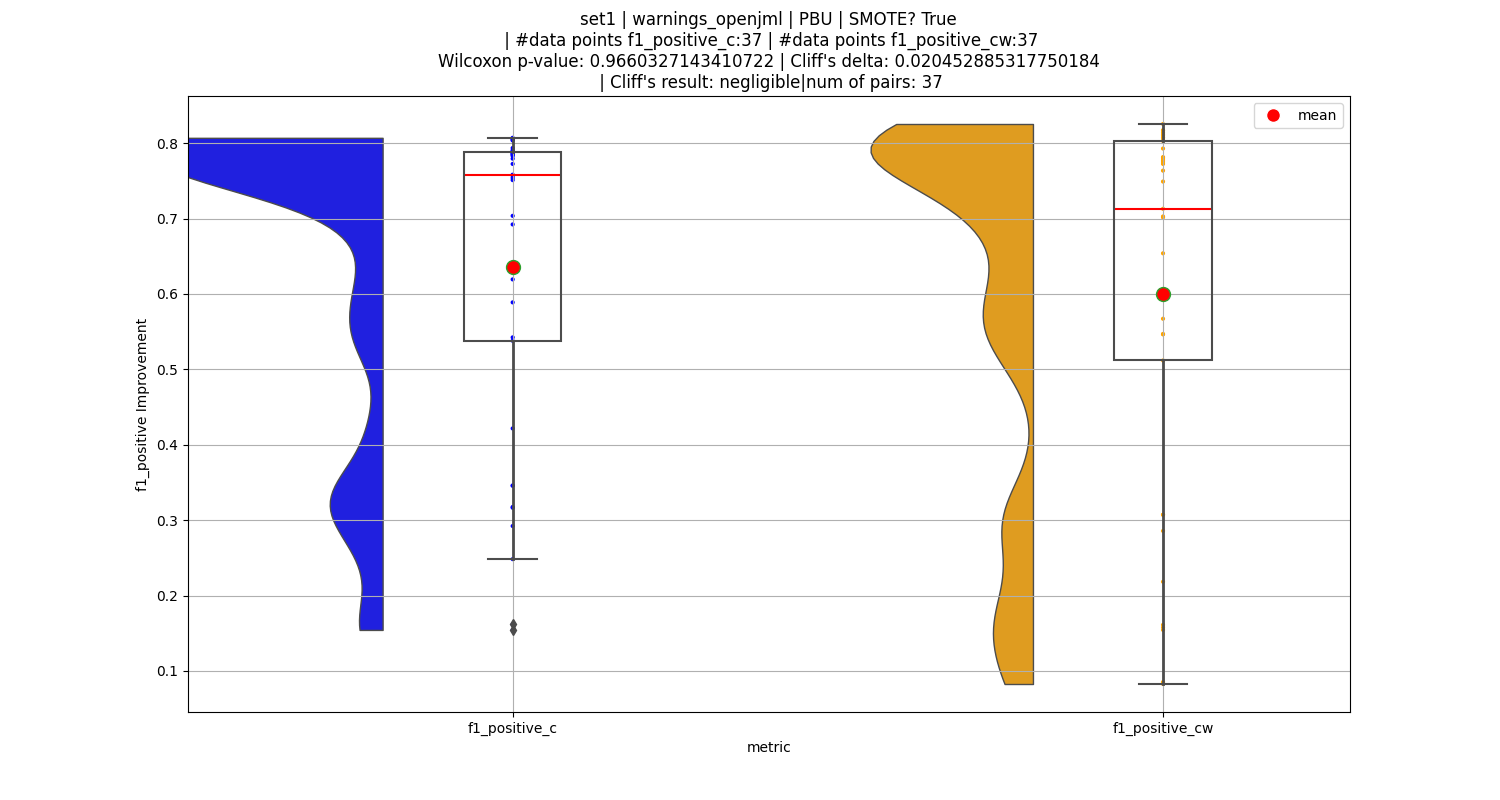 set1 | warnings_openjml | PBU | SMOTE? True
| #data points f1_positive_c:37 | #data points f1_positive_cw:37
Wilcoxon p-value: 0.9660327143410722 | Cliff's delta: 0.020452885317750184
| Cliff's result: negligible|num of pairs: 37
mean
f1_positive Improvement
0.8
0.7
0.6
0.5
0.4
0.3
0.2
0.1
f1_positive_c
f1_positive_cw
metric